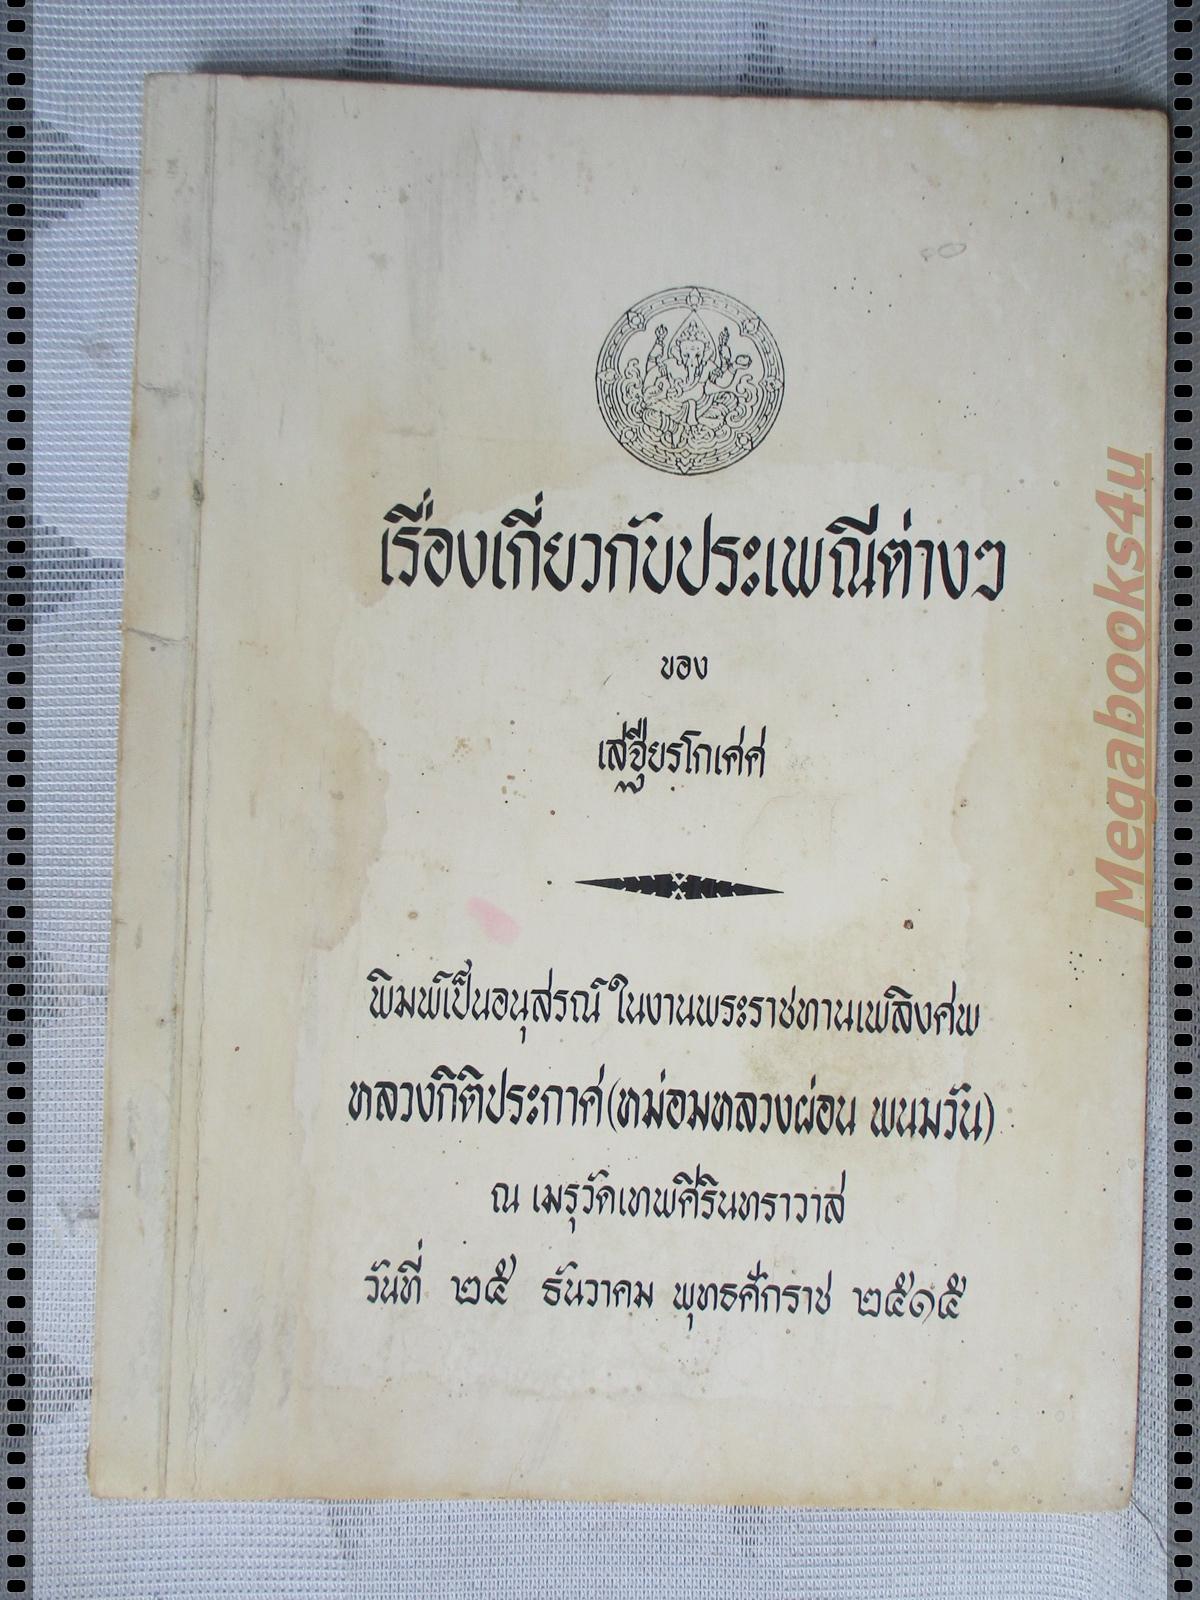 เรื่องเกี่ยวกับประเพณีต่างๆ
ของ
เสฐียรโกเศศ
พิมพ์เป็นอนุสรณ์ ในงานพระราชทานเพลิงศพ
หลวงกิติประกาศ(หม่อมหลวงผ่อน พนมวัน)
ณ เมรุวัดเทพศิรินทราวาส
วันที่ ๒๕ ธันวาคม พุทธศักราช ๒๕๑๕
Megabooks4u